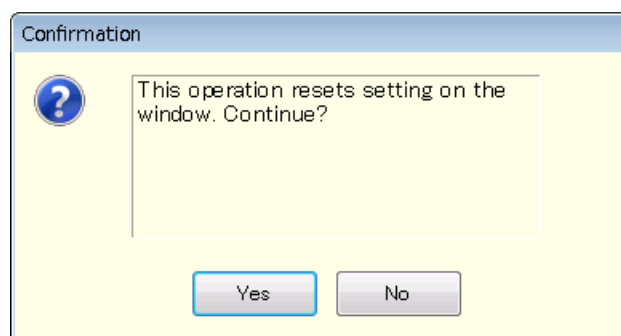 Confirmation
This operation resets setting on the
window. Continue?
Yes
No